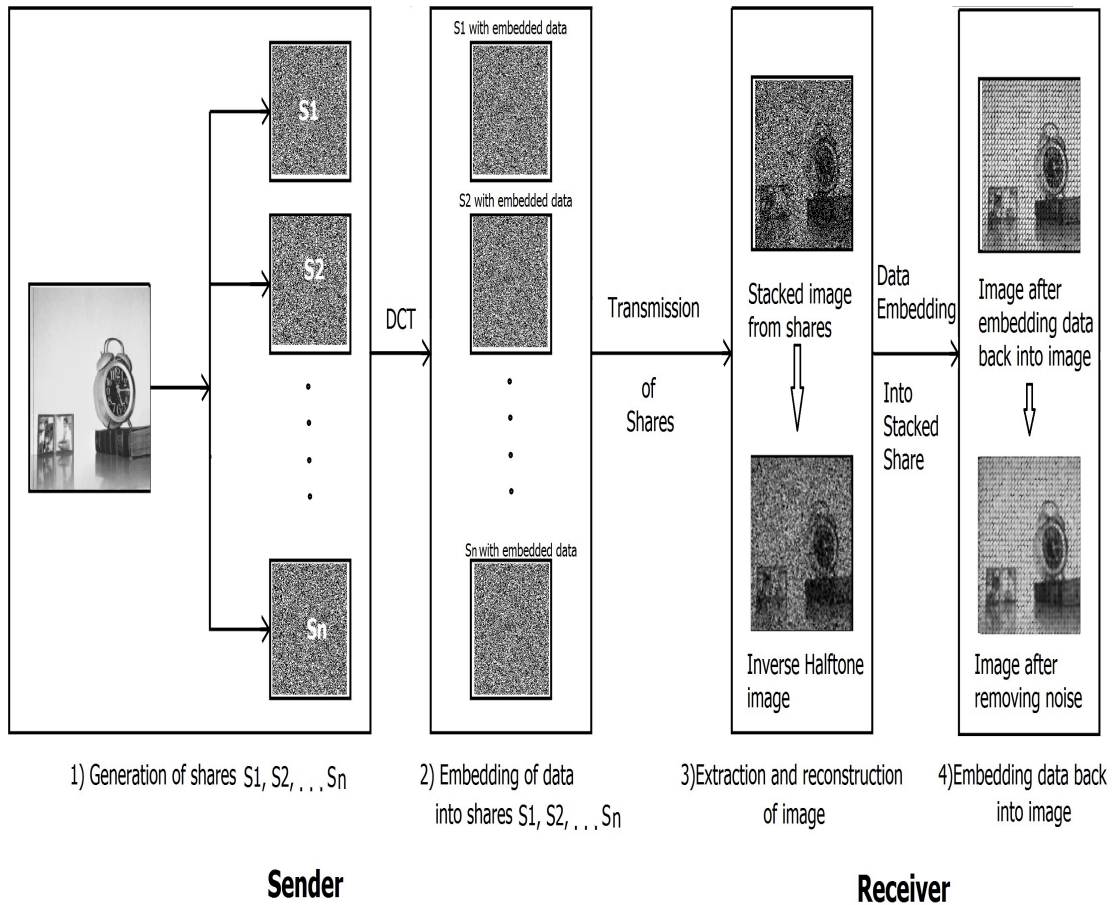 S1
S2
Sn
DCT
S1 with embedded data
S2 with embedded data
Sn with embedded data
Transmission
of
Shares
Stacked image
from shares
Inverse Halftone
image
Data
Embedding
Into
Stacked
Share
Image after
embedding data
back into image
Image after
removing noise
1) Generation of shares S1, S2, . . . Sn
2) Embedding of data
into shares S1, S2, . . . Sn
3)Extraction and reconstruction
of image
4)Embedding data back
into image
Sender
Receiver